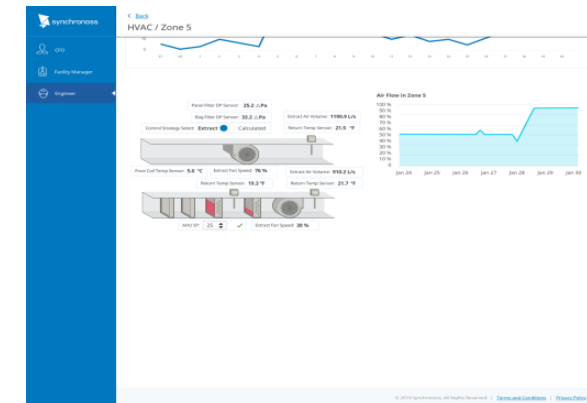 synchronoss
CFO
Facility Manager
Engineer
< Back
HVAC / Zone 5
Panel Filter DP Sensor: 25.2 △Pa
Bag Filter DP Sensor: 33.2 △Pa
Extract Air Volume: 1198.9 L/s
Control Strategy Select: Extract Calculated
Return Temp Sensor: 21.5 °F
Frost Coil Temp Sensor: 5.0 °C
Extract Fan Speed: 76 %
Extract Air Volume: 910.2 L/s
Return Temp Sensor: 19.3 °F
Return Temp Sensor: 21.7 °F
AHU SP: 25
Extract Fan Speed: 38 %
Air Flow in Zone 5
100 %
90 %
80 %
70 %
60 %
50 %
40 %
30 %
20 %
10 %
0
Jan 24 Jan 25 Jan 26 Jan 27 Jan 28 Jan 29 Jan 30
© 2019 Synchronoss. All Rights Reserved. | Terms and Conditions | Privacy Policy